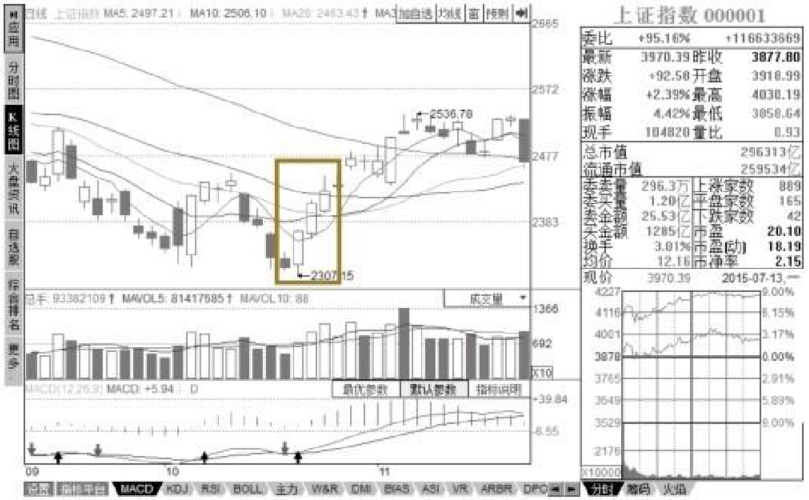 应用
分时图
K线图
大盘资讯
自选股
综合排名
更多
日线 上证指数 MA5: 2497.21↓ MA10: 2506.10↓ MA20: 2463.43↑ MA3
加自选 均线 画 预测
2665
2572
2477
2383
2536.78
2307.15
总手: 93382109↑ MAVOL5: 81417685↑ MAVOL10: 88
成交量
1366
692
X10
MACD(12,26,9) MACD: +5.94↓ D
最优参数 默认参数 指标说明
+39.84
-8.55
09 10 11
设置 指标平台 MACD KDJ RSI BOLL 主力 W&R DMI BIAS ASI VR ARBR DPO
上证指数 000001
委比 +95.16% +116633669
最新 3970.39 昨收 3877.80
涨跌 +92.58 开盘 3918.99
涨幅 +2.39% 最高 4030.19
振幅 4.42% 最低 3858.64
现手 104820 量比 0.93
总市值 296313亿
流通市值 259534亿
委卖量 296.3万 上涨家数 889
委买量 1.20亿 平盘家数 165
卖金额 25.53亿 下跌家数 42
买金额 1285亿 市盈 20.10
换手 3.01% 市盈(动) 18.19
均价 12.16 市净率 2.15
现价 3970.39 2015-07-13,一
4227 9.00%
4116 6.15%
4001 3.17%
3878 0.00%
3765 2.91%
3649 5.89%
3529 9.00%
2176
X10000
分时 筹码 火焰